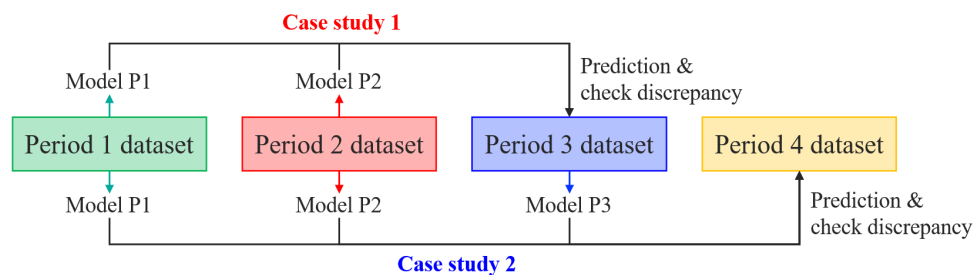 Case study 1
Model P1
Model P2
Prediction &
check discrepancy
Period 1 dataset
Period 2 dataset
Period 3 dataset
Period 4 dataset
Model P1
Model P2
Model P3
Prediction &
check discrepancy
Case study 2